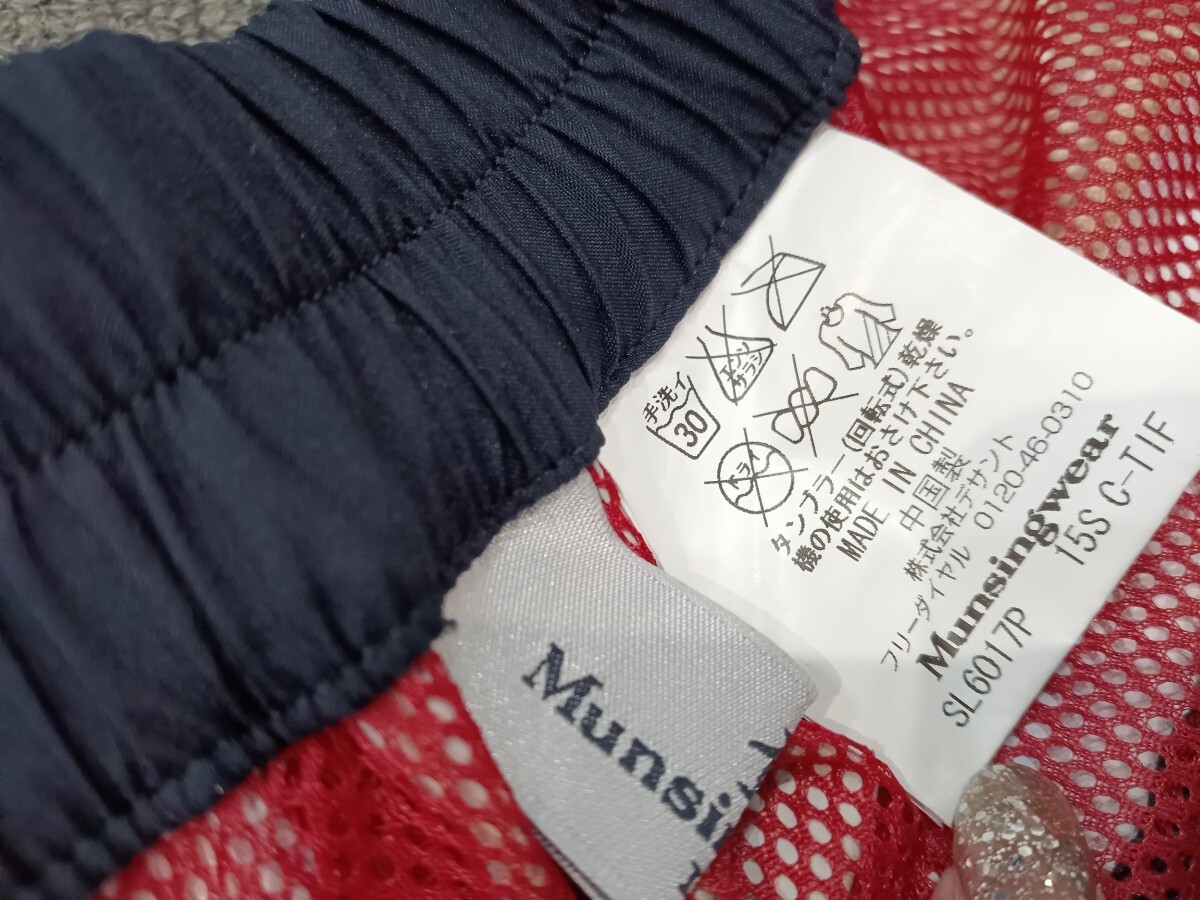 手洗イ
30
エンソ
サラシ
ドライ
タンブラー(回転式)乾燥
機の使用はおさけ下さい。
MADE IN CHINA
中国製
株式会社デサント
フリーダイヤル 0120-46-0310
Munsingwear
SL6017P 15S C-TIF
Munsi